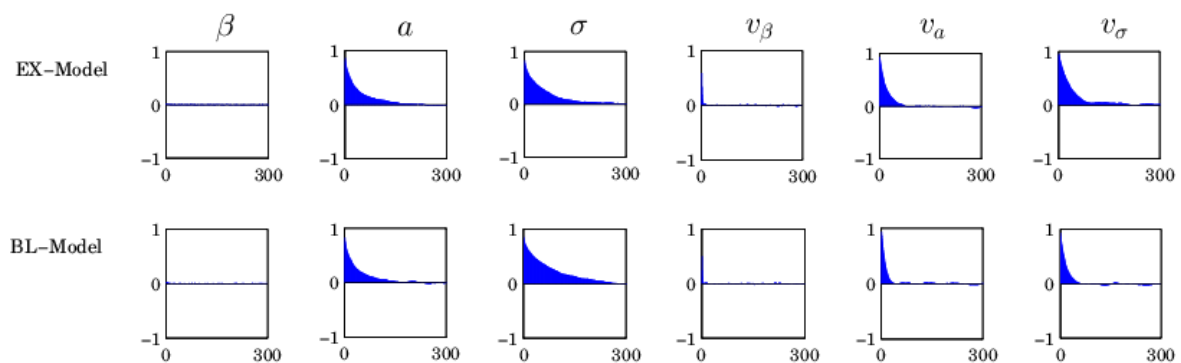 β a σ v_β v_a v_σ
EX–Model
1 1 1 1 1 1
0 0 0 0 0 0
−1 −1 −1 −1 −1 −1
0 300 0 300 0 300 0 300 0 300 0 300
BL–Model
1 1 1 1 1 1
0 0 0 0 0 0
−1 −1 −1 −1 −1 −1
0 300 0 300 0 300 0 300 0 300 0 300